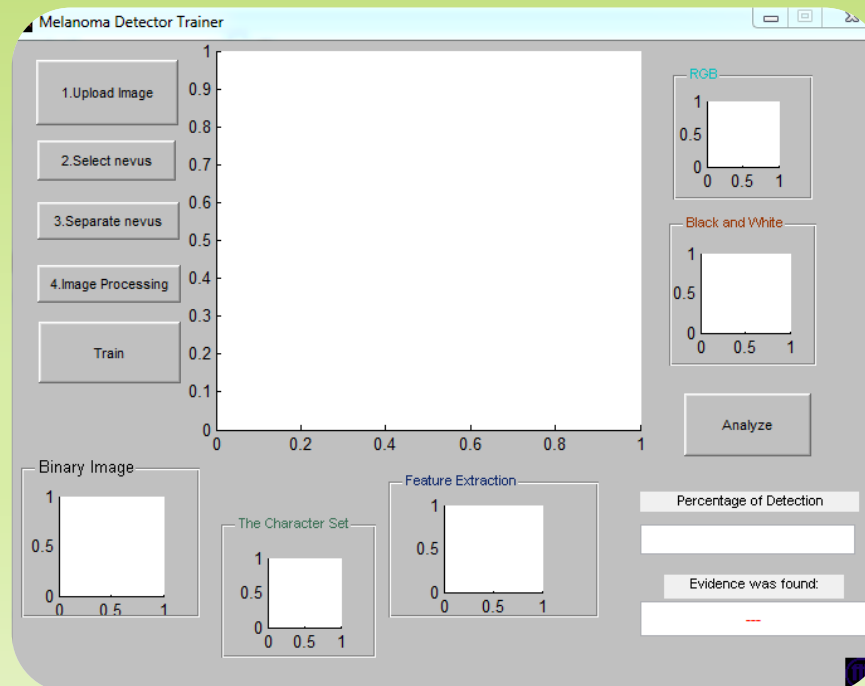 Melanoma Detector Trainer
1.Upload Image
2.Select nevus
3.Separate nevus
4.Image Processing
Train
1
0.9
0.8
0.7
0.6
0.5
0.4
0.3
0.2
0.1
0
0 0.2 0.4 0.6 0.8 1
RGB
1
0.5
0
0 0.5 1
Black and White
1
0.5
0
0 0.5 1
Analyze
Binary Image
1
0.5
0
0 0.5 1
The Character Set
1
0.5
0
0 0.5 1
Feature Extraction
1
0.5
0
0 0.5 1
Percentage of Detection
Evidence was found:
---